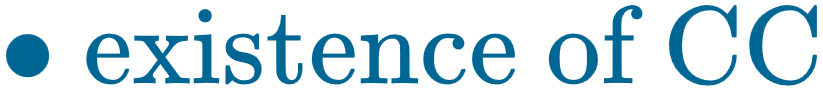 • existence of CC